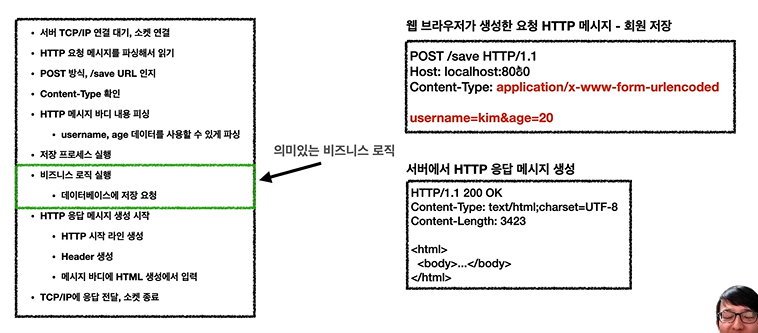 서버 TCP/IP 연결 대기, 소켓 연결
HTTP 요청 메시지를 파싱해서 읽기
POST 방식, /save URL 인지
Content-Type 확인
HTTP 메시지 바디 내용 피싱
username, age 데이터를 사용할 수 있게 파싱
저장 프로세스 실행
비즈니스 로직 실행
데이터베이스에 저장 요청
HTTP 응답 메시지 생성 시작
HTTP 시작 라인 생성
Header 생성
메시지 바디에 HTML 생성에서 입력
TCP/IP에 응답 전달, 소켓 종료
의미있는 비즈니스 로직
웹 브라우저가 생성한 요청 HTTP 메시지 - 회원 저장
POST /save HTTP/1.1
Host: localhost:8080
Content-Type: application/x-www-form-urlencoded
username=kim&age=20
서버에서 HTTP 응답 메시지 생성
HTTP/1.1 200 OK
Content-Type: text/html;charset=UTF-8
Content-Length: 3423
<html>
<body>...</body>
</html>